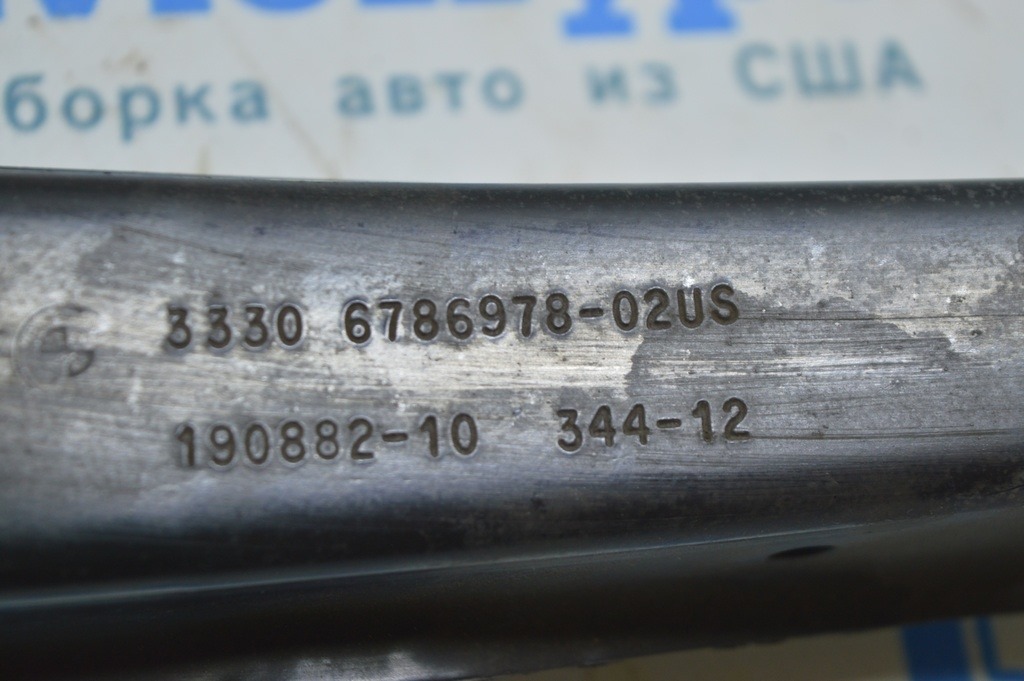 борка авто из США
3330 6786978-02US
190882-10 344-12